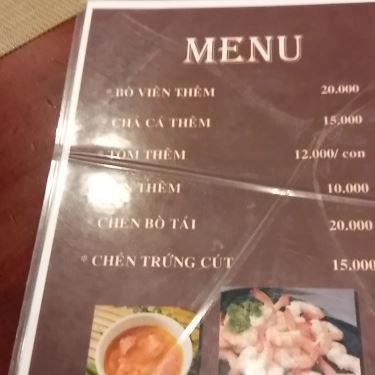 MENU
* BÒ VIÊN THÊM 20.000
* CHẢ CÁ THÊM 15,000
* TÔM THÊM 12.000/ con
THÊM 10.000
* CHEN BÒ TÁI 20.000
* CHÉN TRỨNG CÚT 15.000